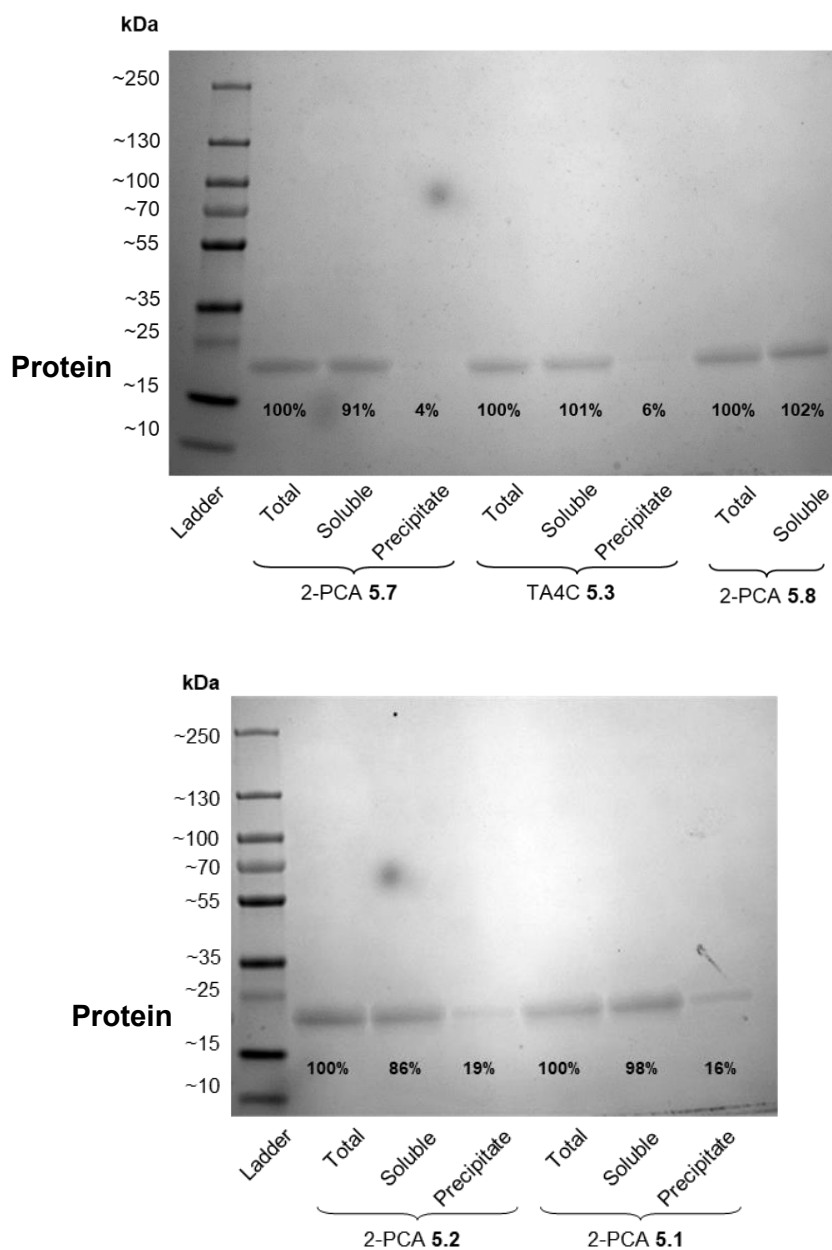 kDa
~250
~130
~100
~70
~55
~35
~25
Protein
~15
~10
100% 91% 4% 100% 101% 6% 100% 102%
Ladder Total Soluble Precipitate Total Soluble Precipitate Total Soluble
2-PCA 5.7 TA4C 5.3 2-PCA 5.8
kDa
~250
~130
~100
~70
~55
~35
~25
Protein
~15
~10
100% 86% 19% 100% 98% 16%
Ladder Total Soluble Precipitate Total Soluble Precipitate
2-PCA 5.2 2-PCA 5.1